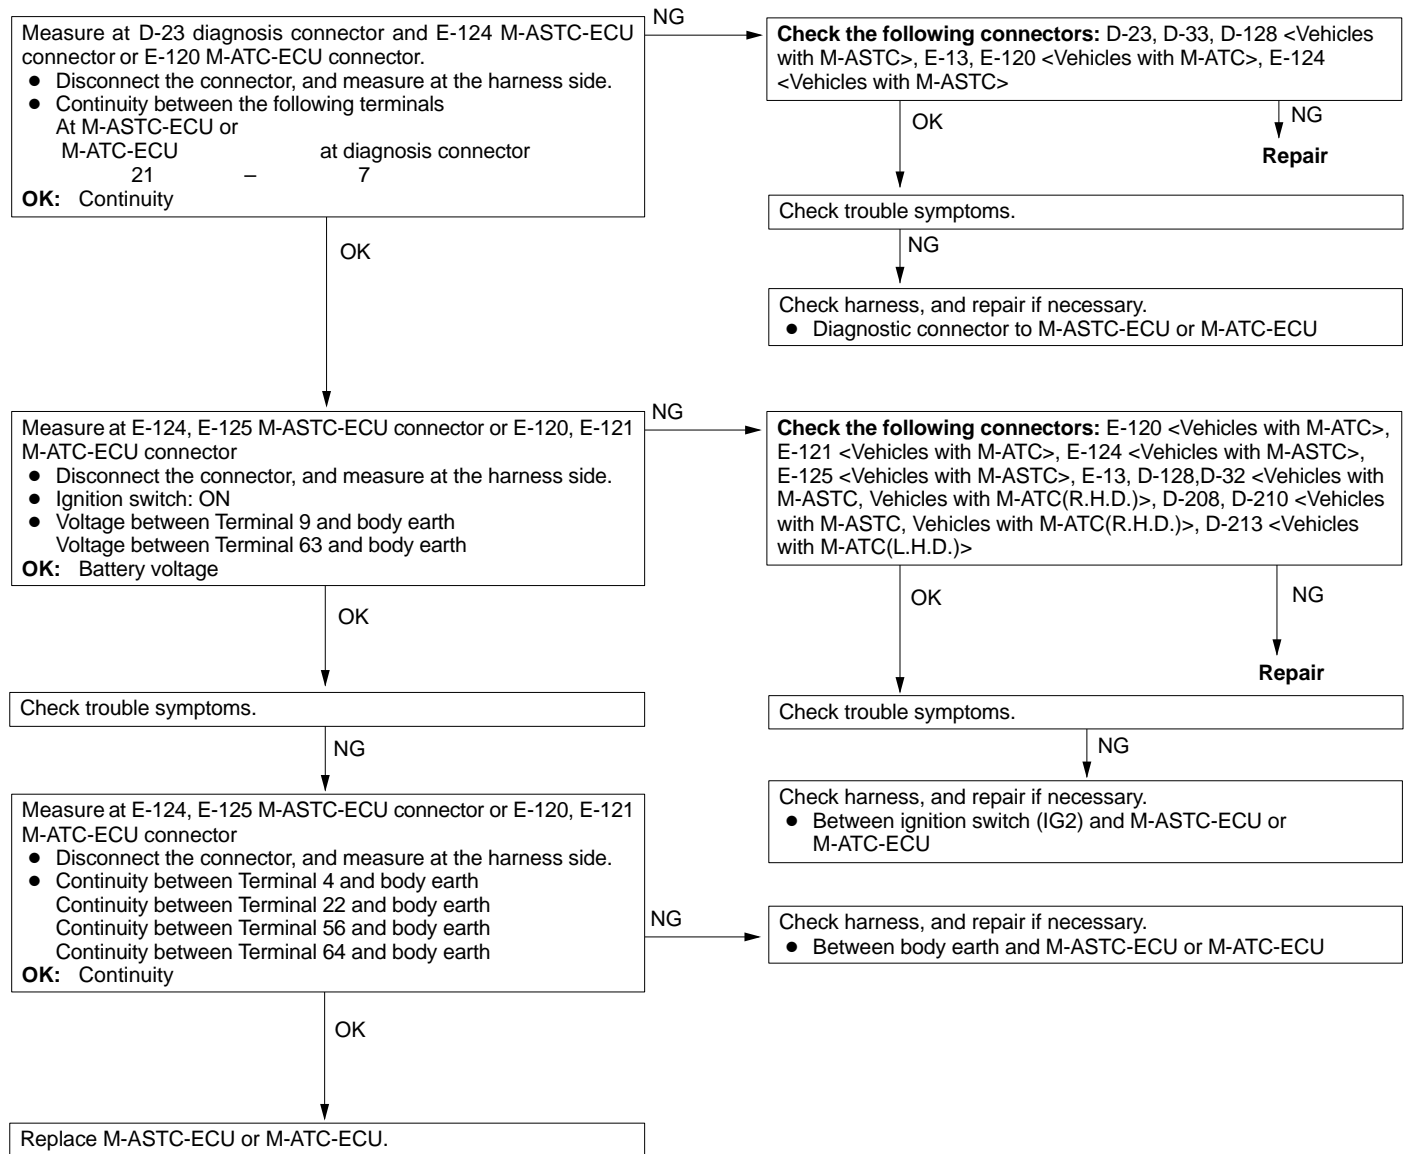 Measure at D-23 diagnosis connector and E-124 M-ASTC-ECU
connector or E-120 M-ATC-ECU connector.
● Disconnect the connector, and measure at the harness side.
● Continuity between the following terminals
At M-ASTC-ECU or
M-ATC-ECU at diagnosis connector
21 – 7
OK: Continuity
NG
Check the following connectors: D-23, D-33, D-128 <Vehicles
with M-ASTC>, E-13, E-120 <Vehicles with M-ATC>, E-124
<Vehicles with M-ASTC>
OK
NG
Repair
Check trouble symptoms.
NG
Check harness, and repair if necessary.
● Diagnostic connector to M-ASTC-ECU or M-ATC-ECU
OK
Measure at E-124, E-125 M-ASTC-ECU connector or E-120, E-121
M-ATC-ECU connector
● Disconnect the connector, and measure at the harness side.
● Ignition switch: ON
● Voltage between Terminal 9 and body earth
Voltage between Terminal 63 and body earth
OK: Battery voltage
NG
Check the following connectors: E-120 <Vehicles with M-ATC>,
E-121 <Vehicles with M-ATC>, E-124 <Vehicles with M-ASTC>,
E-125 <Vehicles with M-ASTC>, E-13, D-128,D-32 <Vehicles with
M-ASTC, Vehicles with M-ATC(R.H.D.)>, D-208, D-210 <Vehicles
with M-ASTC, Vehicles with M-ATC(R.H.D.)>, D-213 <Vehicles
with M-ATC(L.H.D.)>
OK
NG
Repair
Check trouble symptoms.
NG
Check harness, and repair if necessary.
● Between ignition switch (IG2) and M-ASTC-ECU or
M-ATC-ECU
OK
Check trouble symptoms.
NG
Measure at E-124, E-125 M-ASTC-ECU connector or E-120, E-121
M-ATC-ECU connector
● Disconnect the connector, and measure at the harness side.
● Continuity between Terminal 4 and body earth
Continuity between Terminal 22 and body earth
Continuity between Terminal 56 and body earth
Continuity between Terminal 64 and body earth
OK: Continuity
NG
Check harness, and repair if necessary.
● Between body earth and M-ASTC-ECU or M-ATC-ECU
OK
Replace M-ASTC-ECU or M-ATC-ECU.